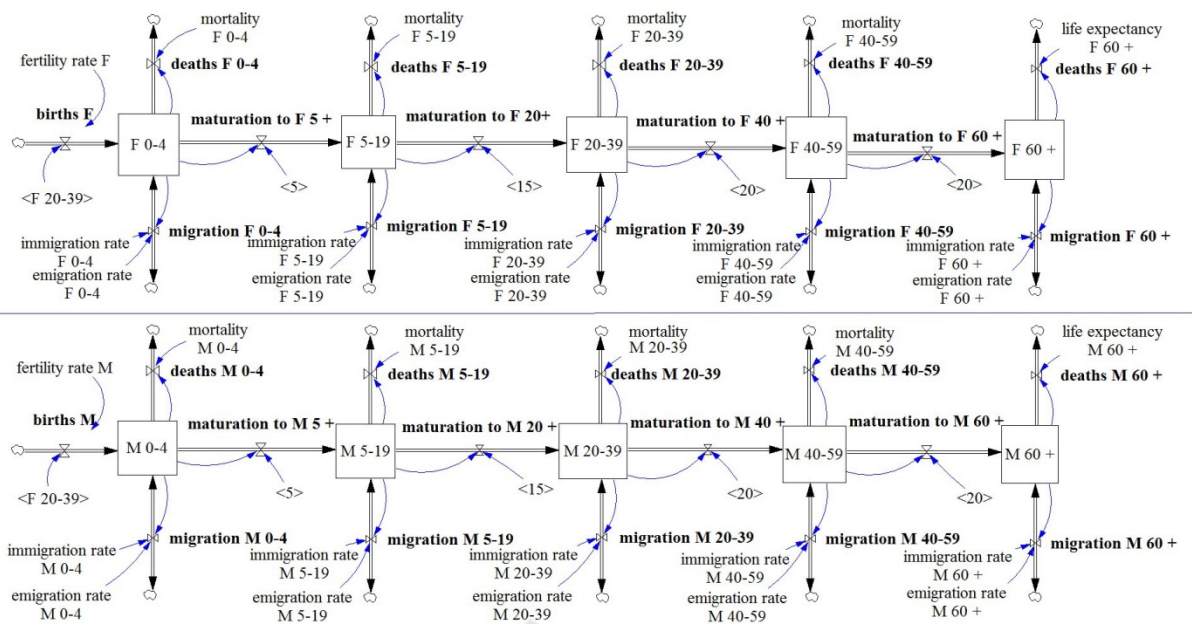 mortality
F 0-4
mortality
F 5-19
mortality
F 20-39
mortality
F 40-59
life expectancy
F 60 +
fertility rate F
deaths F 0-4
deaths F 5-19
deaths F 20-39
deaths F 40-59
deaths F 60 +
births F
maturation to F 5 +
maturation to F 20+
maturation to F 40 +
maturation to F 60 +
F 0-4
F 5-19
F 20-39
F 40-59
F 60 +
<F 20-39>
<5>
<15>
<20>
<20>
migration F 0-4
migration F 5-19
migration F 20-39
migration F 40-59
migration F 60 +
immigration rate
F 0-4
emigration rate
F 0-4
immigration rate
F 5-19
emigration rate
F 5-19
immigration rate
F 20-39
emigration rate
F 20-39
immigration rate
F 40-59
emigration rate
F 40-59
immigration rate
F 60 +
emigration rate
F 60 +
mortality
M 0-4
mortality
M 5-19
mortality
M 20-39
mortality
M 40-59
life expectancy
M 60 +
fertility rate M
deaths M 0-4
deaths M 5-19
deaths M 20-39
deaths M 40-59
deaths M 60 +
births M
maturation to M 5 +
maturation to M 20 +
maturation to M 40 +
maturation to M 60 +
M 0-4
M 5-19
M 20-39
M 40-59
M 60 +
<F 20-39>
<5>
<15>
<20>
<20>
migration M 0-4
migration M 5-19
migration M 20-39
migration M 40-59
migration M 60 +
immigration rate
M 0-4
emigration rate
M 0-4
immigration rate
M 5-19
emigration rate
M 5-19
immigration rate
M 20-39
emigration rate
M 20-39
immigration rate
M 40-59
emigration rate
M 40-59
immigration rate
M 60 +
emigration rate
M 60 +